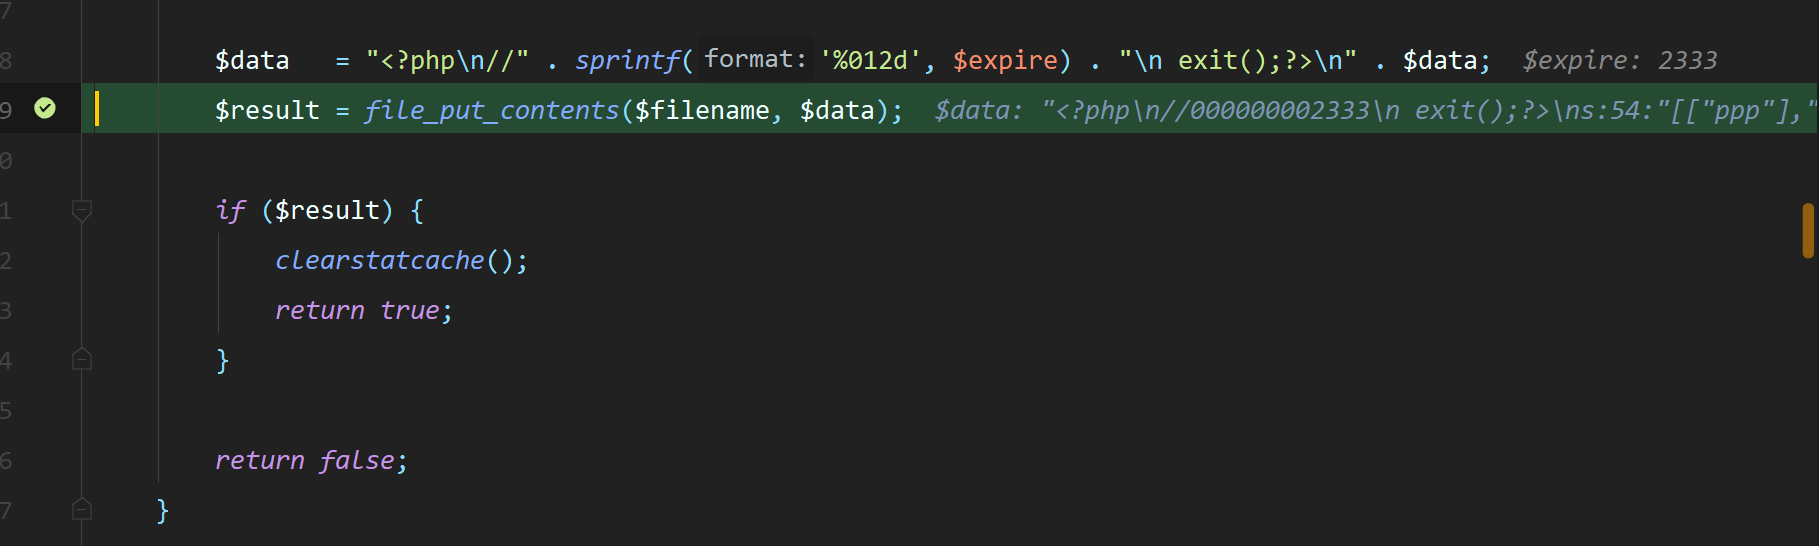 7
8 $data = "<?php\n//" . sprintf( format: '%012d', $expire) . "\n exit();?>\n" . $data; $expire: 2333
9 $result = file_put_contents($filename, $data); $data: "<?php\n//000000002333\n exit();?>\ns:54:"[["ppp"],"
0
1 if ($result) {
2 clearstatcache();
3 return true;
4 }
5
6 return false;
7 }